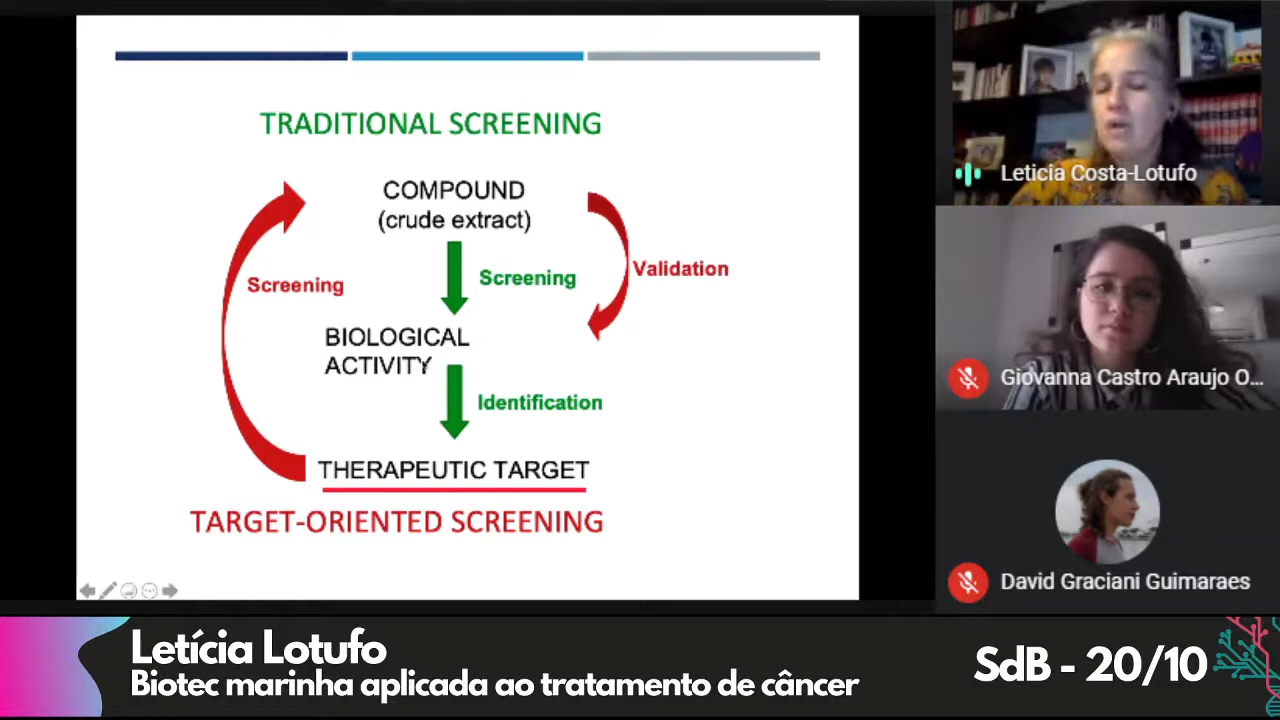 TRADITIONAL SCREENING
COMPOUND
(crude extract)
Screening
Screening
Validation
BIOLOGICAL
ACTIVITY
Identification
THERAPEUTIC TARGET
TARGET-ORIENTED SCREENING
Leticia Costa-Lotufo
Giovanna Castro Araujo O...
David Graciani Guimaraes
Letícia Lotufo
Biotec marinha aplicada ao tratamento de câncer
SdB - 20/10